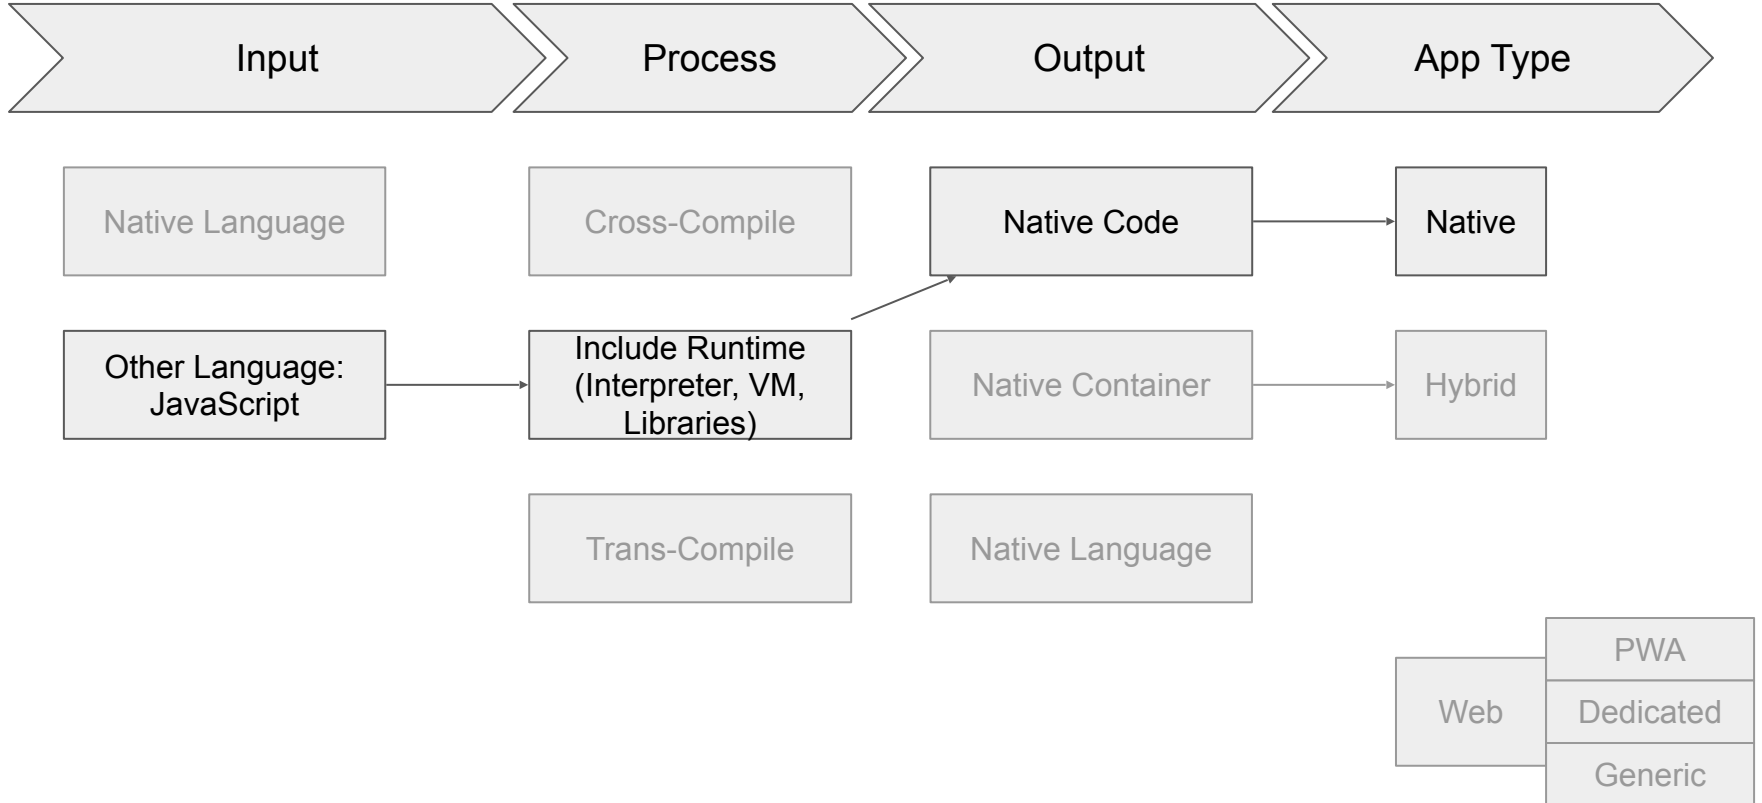 Input
Process
Output
App Type
Native Language
Cross-Compile
Native Code
Native
Other Language:
JavaScript
Include Runtime
(Interpreter, VM,
Libraries)
Native Container
Hybrid
Trans-Compile
Native Language
Web
PWA
Dedicated
Generic